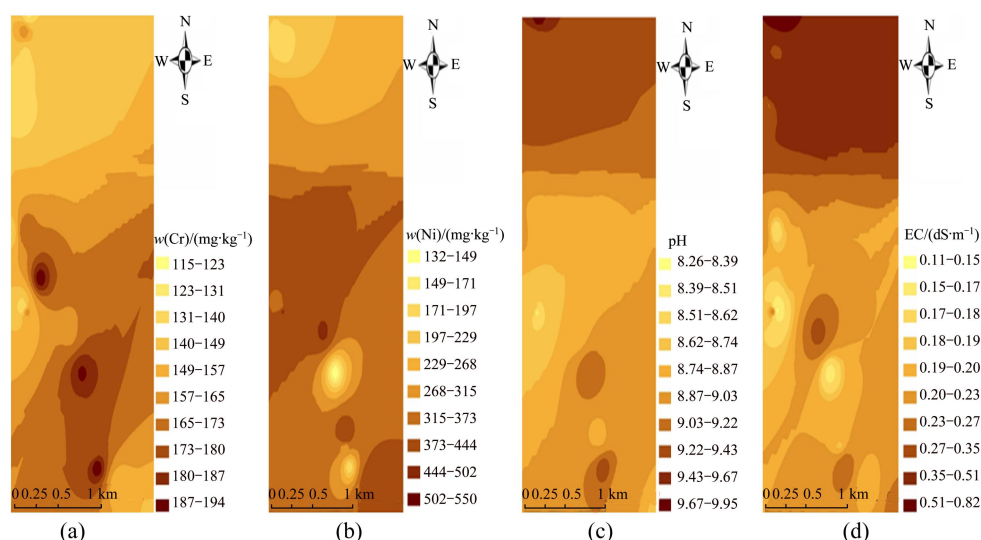 N
W E
S
w(Cr)/(mg·kg⁻¹)
115−123
123−131
131−140
140−149
149−157
157−165
165−173
173−180
180−187
187−194
0 0.25 0.5 1 km
(a)
N
W E
S
w(Ni)/(mg·kg⁻¹)
132−149
149−171
171−197
197−229
229−268
268−315
315−373
373−444
444−502
502−550
0 0.25 0.5 1 km
(b)
N
W E
S
pH
8.26−8.39
8.39−8.51
8.51−8.62
8.62−8.74
8.74−8.87
8.87−9.03
9.03−9.22
9.22−9.43
9.43−9.67
9.67−9.95
0 0.25 0.5 1 km
(c)
N
W E
S
EC/(dS·m⁻¹)
0.11−0.15
0.15−0.17
0.17−0.18
0.18−0.19
0.19−0.20
0.20−0.23
0.23−0.27
0.27−0.35
0.35−0.51
0.51−0.82
0 0.25 0.5 1 km
(d)